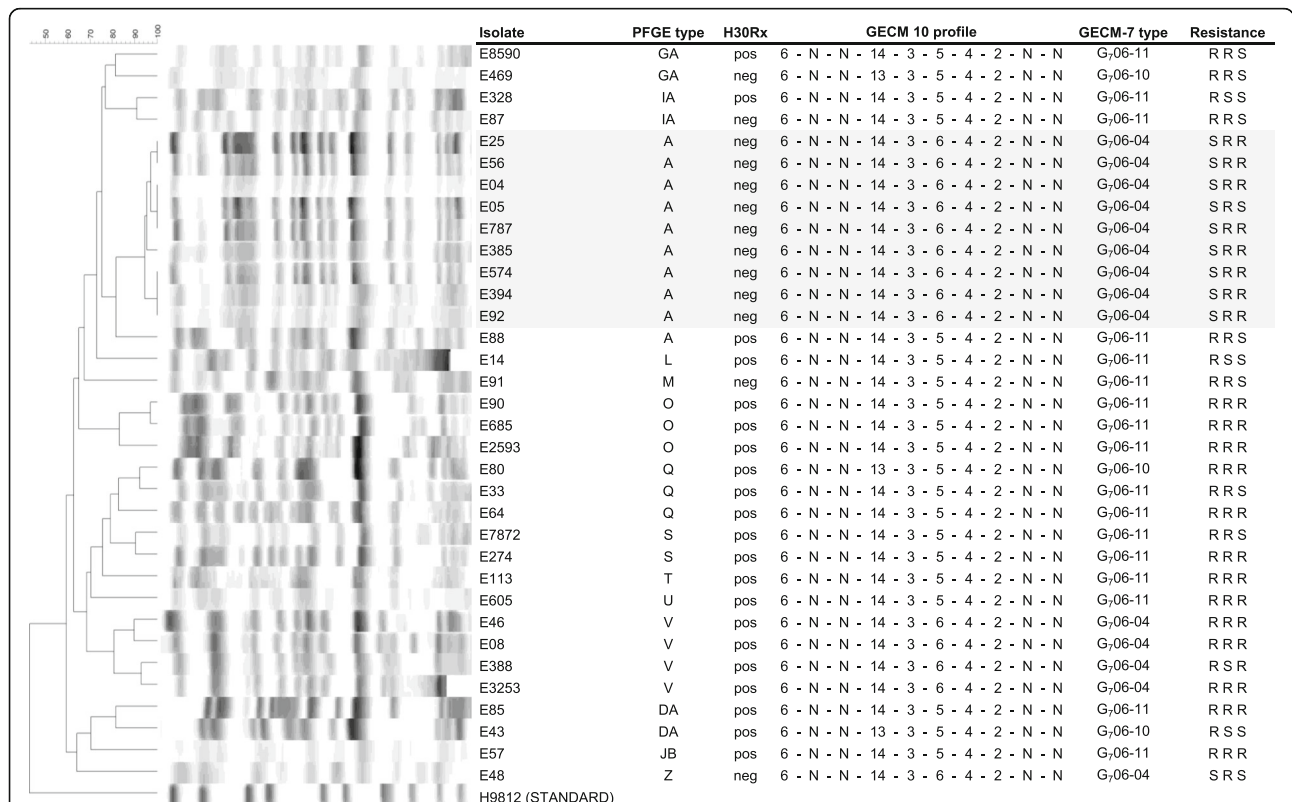 50 60 70 80 90 100
Isolate PFGE type H30Rx GECM 10 profile GECM-7 type Resistance
E8590 GA pos 6 - N - N - 14 - 3 - 5 - 4 - 2 - N - N G₇06-11 R R S
E469 GA neg 6 - N - N - 13 - 3 - 5 - 4 - 2 - N - N G₇06-10 R R S
E328 IA pos 6 - N - N - 14 - 3 - 5 - 4 - 2 - N - N G₇06-11 R S S
E87 IA neg 6 - N - N - 14 - 3 - 5 - 4 - 2 - N - N G₇06-11 R R S
E25 A neg 6 - N - N - 14 - 3 - 6 - 4 - 2 - N - N G₇06-04 S R R
E56 A neg 6 - N - N - 14 - 3 - 6 - 4 - 2 - N - N G₇06-04 S R R
E04 A neg 6 - N - N - 14 - 3 - 6 - 4 - 2 - N - N G₇06-04 S R R
E05 A neg 6 - N - N - 14 - 3 - 6 - 4 - 2 - N - N G₇06-04 S R S
E787 A neg 6 - N - N - 14 - 3 - 6 - 4 - 2 - N - N G₇06-04 S R R
E385 A neg 6 - N - N - 14 - 3 - 6 - 4 - 2 - N - N G₇06-04 S R R
E574 A neg 6 - N - N - 14 - 3 - 6 - 4 - 2 - N - N G₇06-04 S R R
E394 A neg 6 - N - N - 14 - 3 - 6 - 4 - 2 - N - N G₇06-04 S R R
E92 A neg 6 - N - N - 14 - 3 - 6 - 4 - 2 - N - N G₇06-04 S R R
E88 A pos 6 - N - N - 14 - 3 - 5 - 4 - 2 - N - N G₇06-11 R R S
E14 L pos 6 - N - N - 14 - 3 - 5 - 4 - 2 - N - N G₇06-11 R S S
E91 M neg 6 - N - N - 14 - 3 - 5 - 4 - 2 - N - N G₇06-11 R R S
E90 O pos 6 - N - N - 14 - 3 - 5 - 4 - 2 - N - N G₇06-11 R R R
E685 O pos 6 - N - N - 14 - 3 - 5 - 4 - 2 - N - N G₇06-11 R R R
E2593 O pos 6 - N - N - 14 - 3 - 5 - 4 - 2 - N - N G₇06-11 R R R
E80 Q pos 6 - N - N - 13 - 3 - 5 - 4 - 2 - N - N G₇06-10 R R R
E33 Q pos 6 - N - N - 14 - 3 - 5 - 4 - 2 - N - N G₇06-11 R R S
E64 Q pos 6 - N - N - 14 - 3 - 5 - 4 - 2 - N - N G₇06-11 R R R
E7872 S pos 6 - N - N - 14 - 3 - 5 - 4 - 2 - N - N G₇06-11 R R S
E274 S pos 6 - N - N - 14 - 3 - 5 - 4 - 2 - N - N G₇06-11 R R R
E113 T pos 6 - N - N - 14 - 3 - 5 - 4 - 2 - N - N G₇06-11 R R R
E605 U pos 6 - N - N - 14 - 3 - 5 - 4 - 2 - N - N G₇06-11 R R R
E46 V pos 6 - N - N - 14 - 3 - 6 - 4 - 2 - N - N G₇06-04 R R R
E08 V pos 6 - N - N - 14 - 3 - 6 - 4 - 2 - N - N G₇06-04 R R R
E388 V pos 6 - N - N - 14 - 3 - 6 - 4 - 2 - N - N G₇06-04 R S R
E3253 V pos 6 - N - N - 14 - 3 - 6 - 4 - 2 - N - N G₇06-04 R R R
E85 DA pos 6 - N - N - 14 - 3 - 5 - 4 - 2 - N - N G₇06-11 R R R
E43 DA pos 6 - N - N - 13 - 3 - 5 - 4 - 2 - N - N G₇06-10 R S S
E57 JB pos 6 - N - N - 14 - 3 - 5 - 4 - 2 - N - N G₇06-11 R R R
E48 Z neg 6 - N - N - 14 - 3 - 6 - 4 - 2 - N - N G₇06-04 S R S
H9812 (STANDARD)